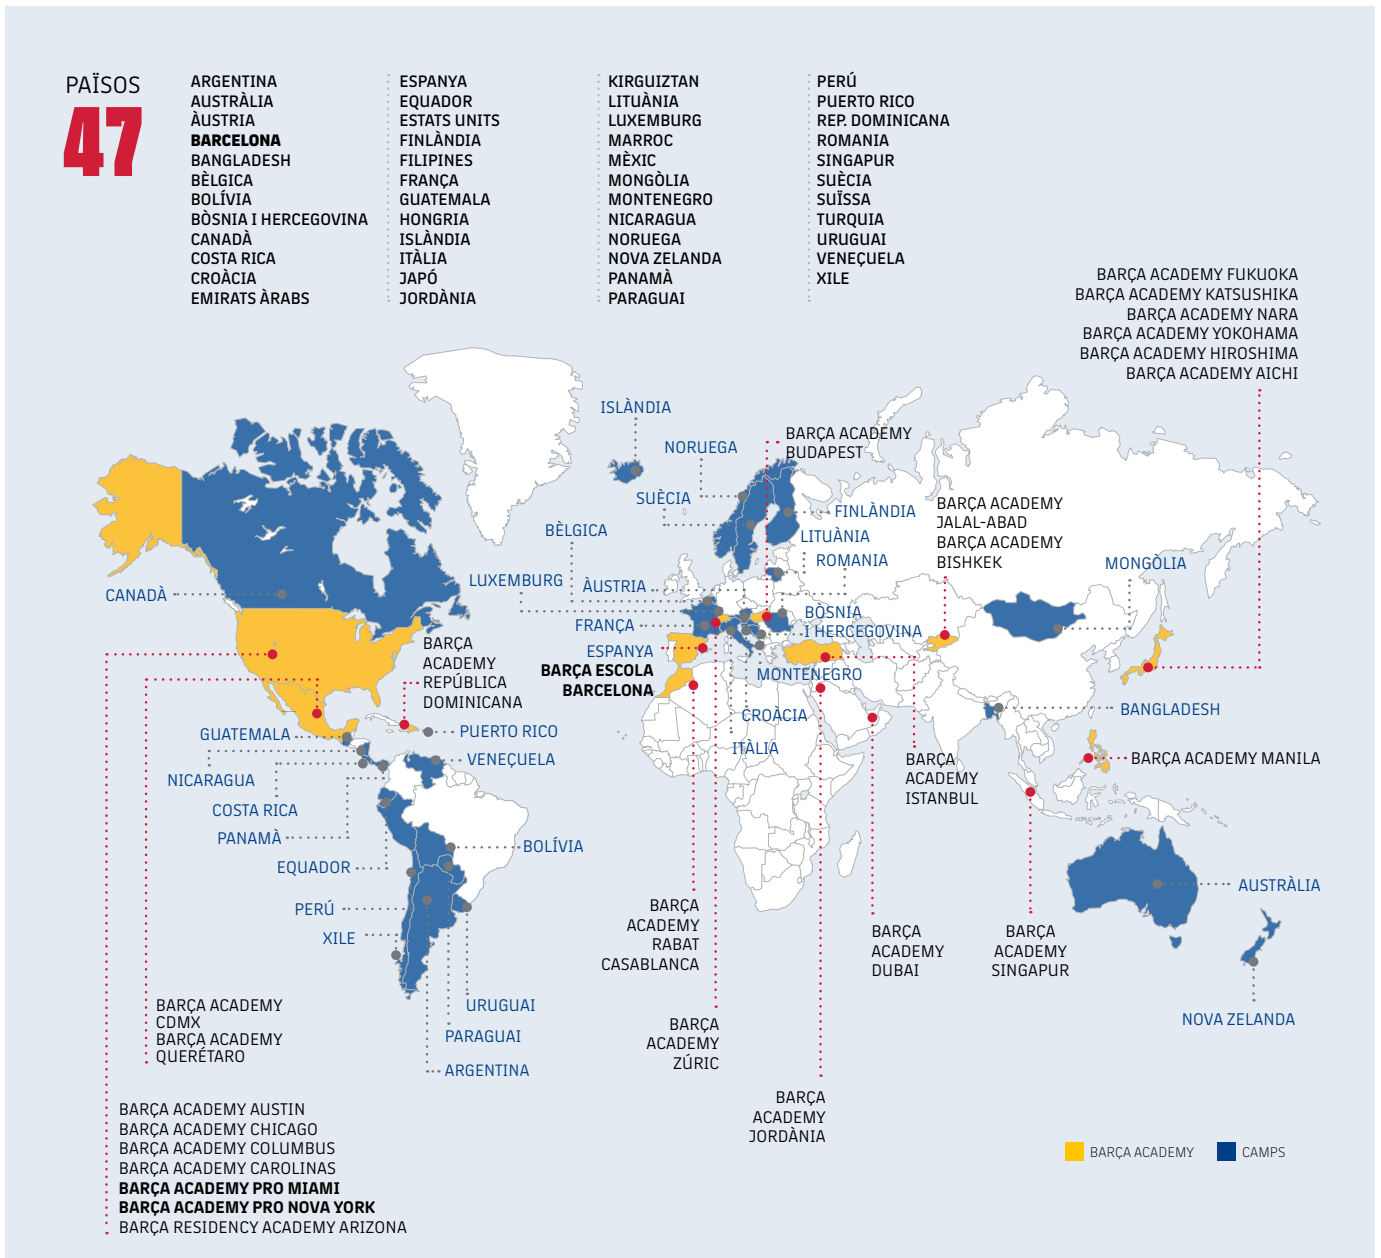 PAÏSOS
47
ARGENTINA
AUSTRÀLIA
ÀUSTRIA
BARCELONA
BANGLADESH
BÈLGICA
BOLÍVIA
BÒSNIA I HERCEGOVINA
CANADÀ
COSTA RICA
CROÀCIA
EMIRATS ÀRABS
ESPANYA
EQUADOR
ESTATS UNITS
FINLÀNDIA
FILIPINES
FRANÇA
GUATEMALA
HONGRIA
ISLÀNDIA
ITÀLIA
JAPÓ
JORDÀNIA
KIRGUIZTAN
LITUÀNIA
LUXEMBURG
MARROC
MÈXIC
MONGÒLIA
MONTENEGRO
NICARAGUA
NORUEGA
NOVA ZELANDA
PANAMÀ
PARAGUAI
PERÚ
PUERTO RICO
REP. DOMINICANA
ROMANIA
SINGAPUR
SUÈCIA
SUÏSSA
TURQUIA
URUGUAI
VENEÇUELA
XILE
BARÇA ACADEMY FUKUOKA
BARÇA ACADEMY KATSUSHIKA
BARÇA ACADEMY NARA
BARÇA ACADEMY YOKOHAMA
BARÇA ACADEMY HIROSHIMA
BARÇA ACADEMY AICHI
ISLÀNDIA
NORUEGA
BARÇA ACADEMY
BUDAPEST
SUÈCIA
FINLÀNDIA
BÈLGICA
LITUÀNIA
ROMANIA
BARÇA ACADEMY
JALAL-ABAD
BARÇA ACADEMY
BISHKEK
MONGÒLIA
CANADÀ
LUXEMBURG
ÀUSTRIA
FRANÇA
BÒSNIA
I HERCEGOVINA
ESPANYA
BARÇA ESCOLA
BARCELONA
MONTENEGRO
CROÀCIA
ITÀLIA
BARÇA
ACADEMY
REPÚBLICA
DOMINICANA
GUATEMALA
PUERTO RICO
VENEÇUELA
NICARAGUA
COSTA RICA
PANAMÀ
EQUADOR
BOLÍVIA
PERÚ
XILE
BANGLADESH
BARÇA ACADEMY MANILA
BARÇA
ACADEMY
ISTANBUL
AUSTRÀLIA
BARÇA
ACADEMY
RABAT
CASABLANCA
BARÇA
ACADEMY
DUBAI
BARÇA
ACADEMY
SINGAPUR
NOVA ZELANDA
URUGUAI
PARAGUAI
ARGENTINA
BARÇA ACADEMY
CDMX
BARÇA ACADEMY
QUERÉTARO
BARÇA
ACADEMY
ZÚRIC
BARÇA
ACADEMY
JORDÀNIA
BARÇA ACADEMY AUSTIN
BARÇA ACADEMY CHICAGO
BARÇA ACADEMY COLUMBUS
BARÇA ACADEMY CAROLINAS
BARÇA ACADEMY PRO MIAMI
BARÇA ACADEMY PRO NOVA YORK
BARÇA RESIDENCY ACADEMY ARIZONA
BARÇA ACADEMY
CAMPS